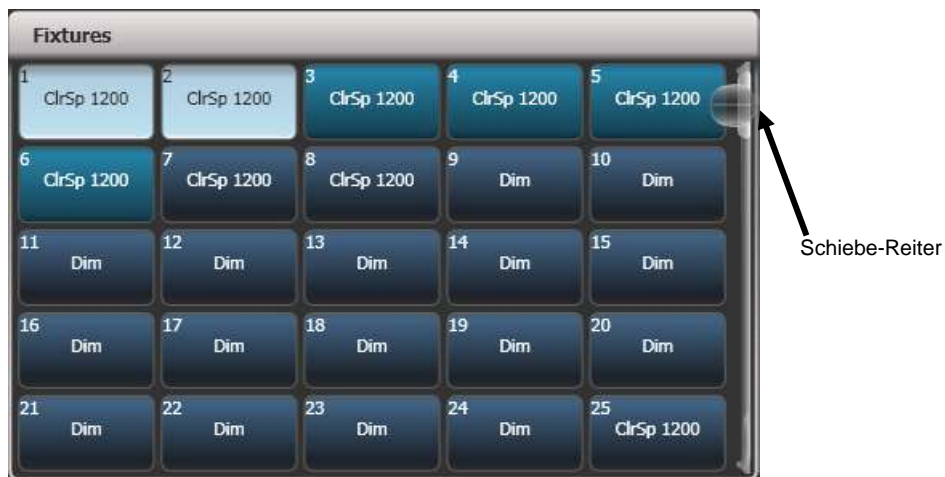 Fixtures
1 2 3 4 5
ClrSp 1200 ClrSp 1200 ClrSp 1200 ClrSp 1200 ClrSp 1200
6 7 8 9 10
ClrSp 1200 ClrSp 1200 ClrSp 1200 Dim Dim
Schiebe-Reiter
11 12 13 14 15
Dim Dim Dim Dim Dim
16 17 18 19 20
Dim Dim Dim Dim Dim
21 22 23 24 25
Dim Dim Dim Dim ClrSp 1200